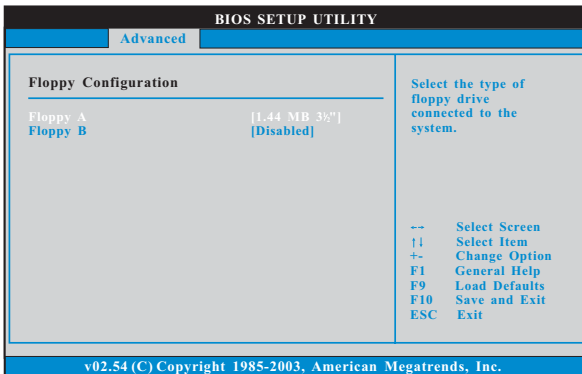 BIOS SETUP UTILITY
Advanced
Floppy Configuration
Floppy A [1.44 MB 3½"]
Floppy B [Disabled]
Select the type of
floppy drive
connected to the
system.
←→ Select Screen
↑↓ Select Item
+- Change Option
F1 General Help
F9 Load Defaults
F10 Save and Exit
ESC Exit
v02.54 (C) Copyright 1985-2003, American Megatrends, Inc.